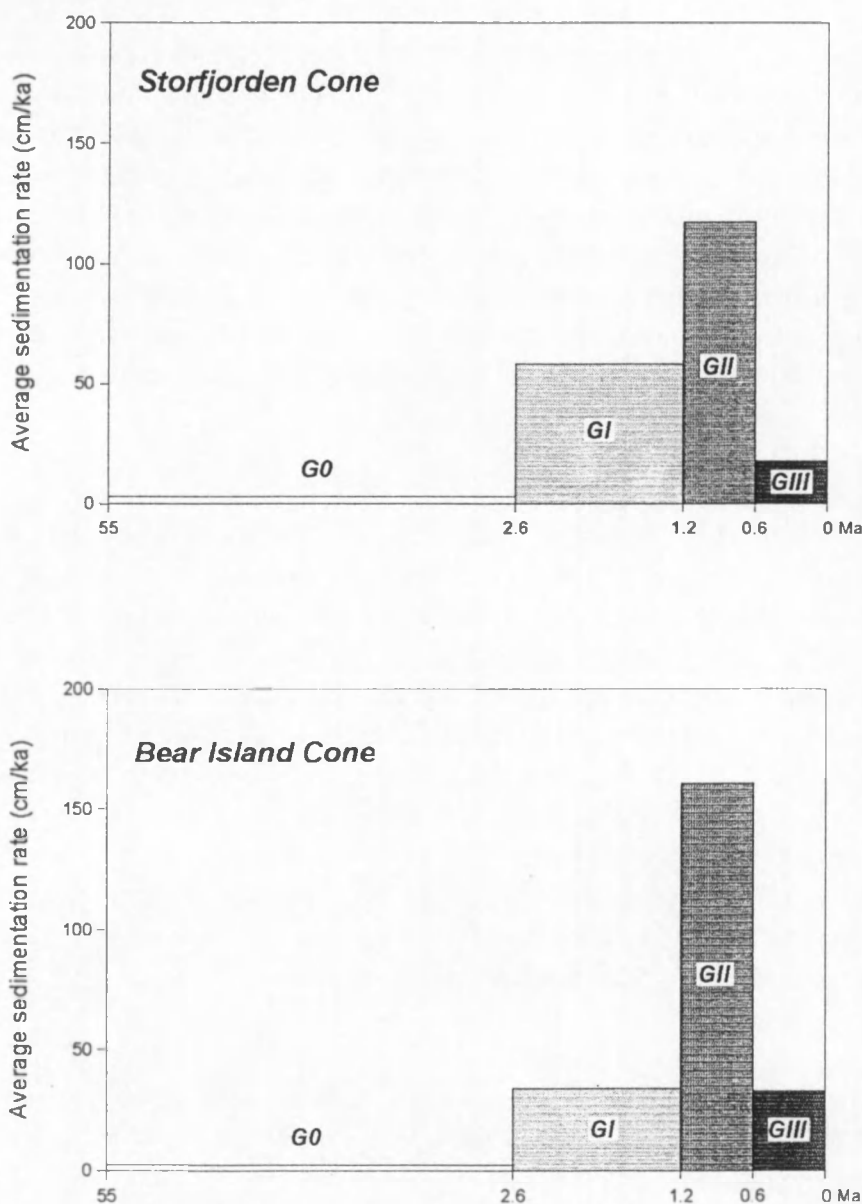 200
Storfjorden Cone
150
100
50
0
Average sedimentation rate (cm/ka)
G0
GI
GII
GIII
55 2.6 1.2 0.6 0 Ma
200
Bear Island Cone
150
100
50
0
Average sedimentation rate (cm/ka)
G0
GI
GII
GIII
55 2.6 1.2 0.6 0 Ma